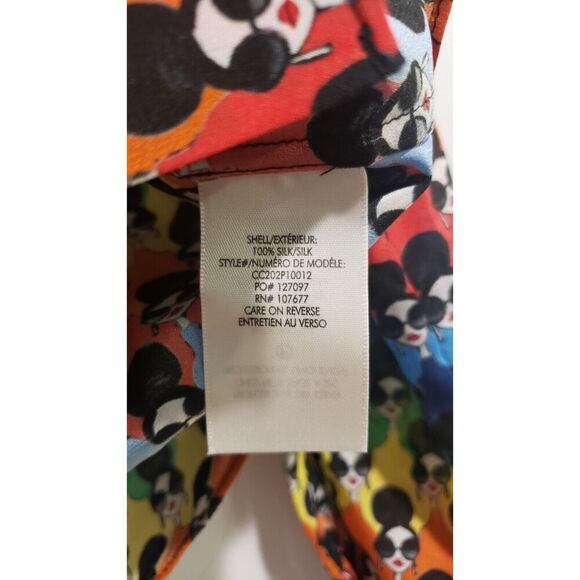 SHELL/EXTÉRIEUR:
100% SILK/SILK
STYLE#/NUMÉRO DE MODÈLE:
CC202P10012
PO# 127097
RN# 107677
CARE ON REVERSE
ENTRETIEN AU VERSO